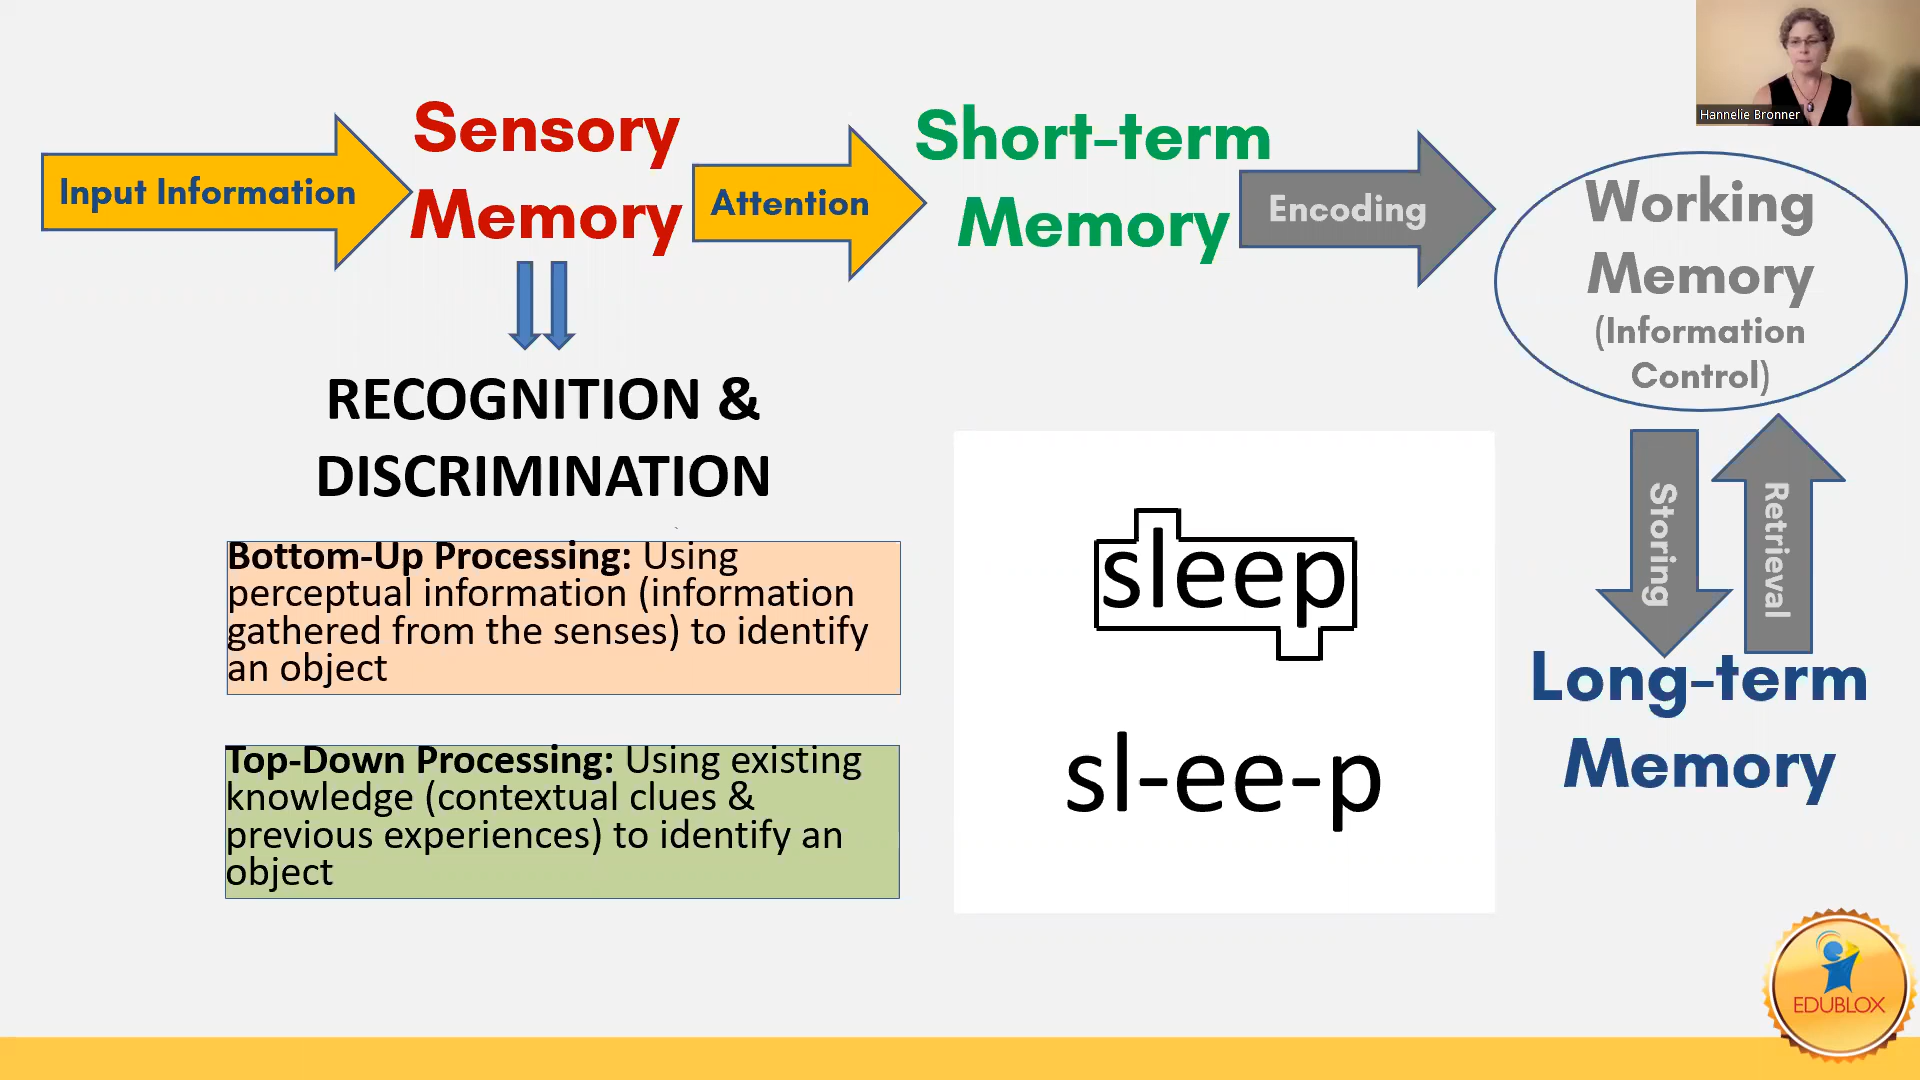 Hannelie Bronner
Input Information
Sensory
Memory
Attention
Short-term
Memory
Encoding
Working
Memory
(Information
Control)
RECOGNITION &
DISCRIMINATION
Bottom-Up Processing: Using
perceptual information (information
gathered from the senses) to identify
an object
Top-Down Processing: Using existing
knowledge (contextual clues &
previous experiences) to identify an
object
sleep
sl-ee-p
Storing
Retrieval
Long-term
Memory
EDUBLOX